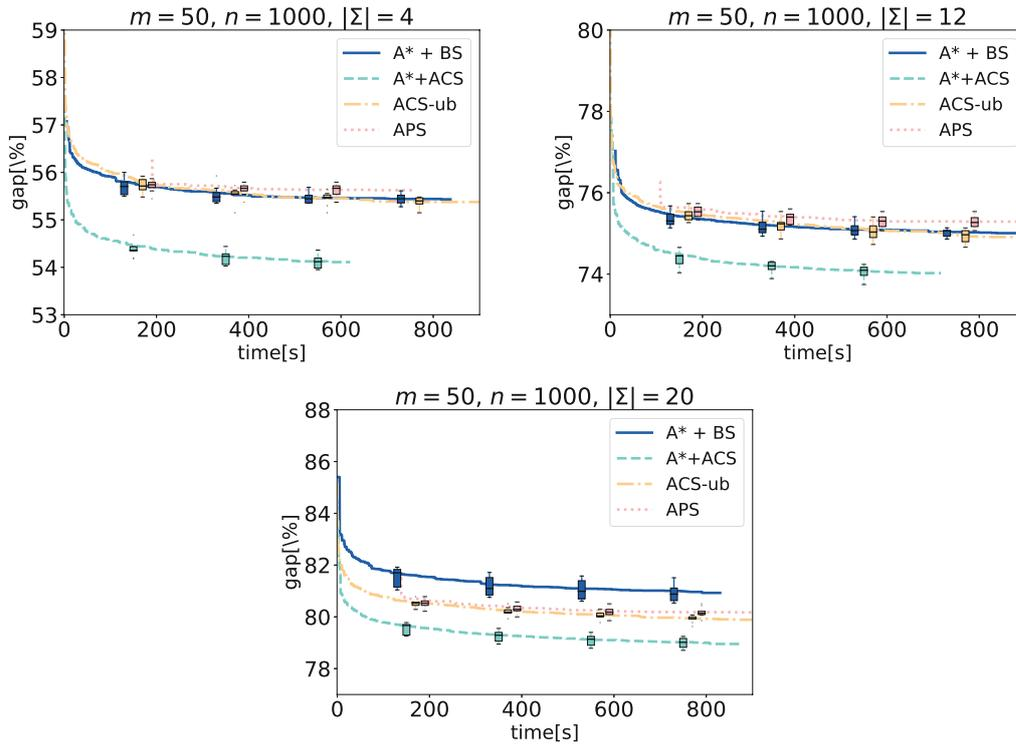 m = 50, n = 1000, |Σ| = 4
59
58
57
56
55
54
53
gap[\%]
0
200
400
600
800
time[s]
A* + BS
A*+ACS
ACS-ub
APS
m = 50, n = 1000, |Σ| = 12
80
78
76
74
gap[\%]
0
200
400
600
800
time[s]
A* + BS
A*+ACS
ACS-ub
APS
m = 50, n = 1000, |Σ| = 20
88
86
84
82
80
78
gap[\%]
0
200
400
600
800
time[s]
A* + BS
A*+ACS
ACS-ub
APS